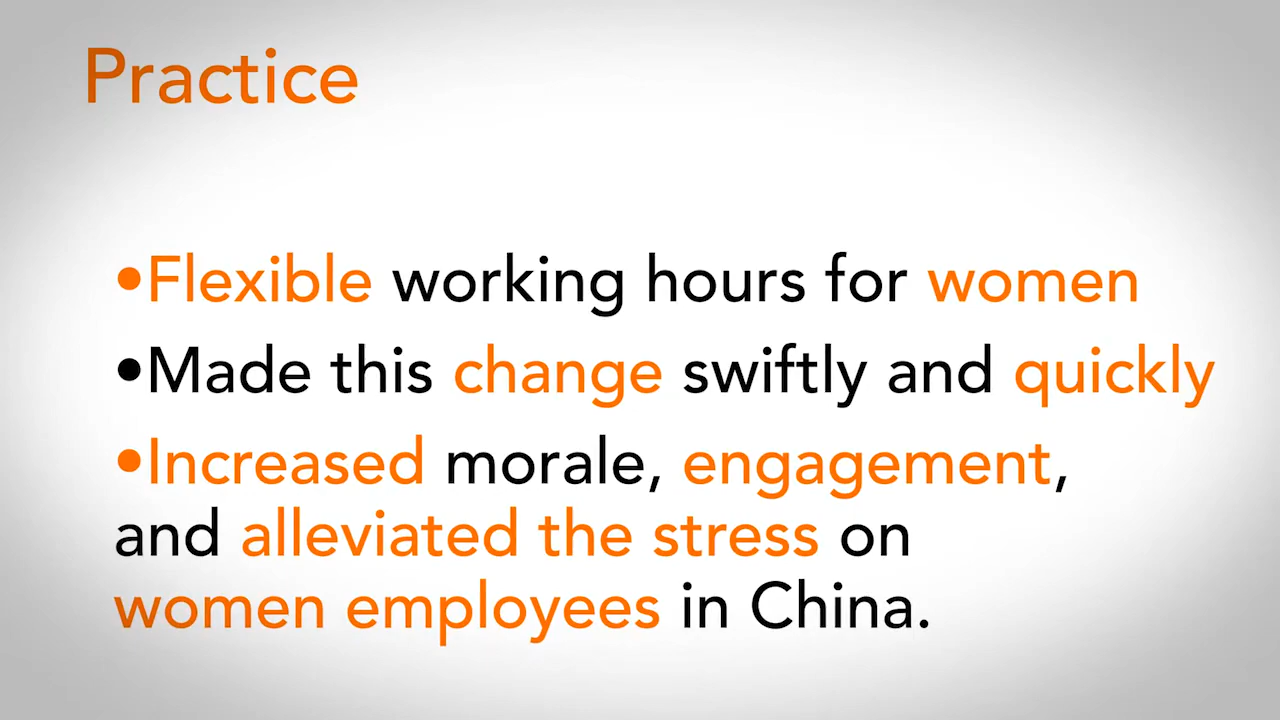 Practice
•Flexible working hours for women
•Made this change swiftly and quickly
•Increased morale, engagement,
and alleviated the stress on
women employees in China.